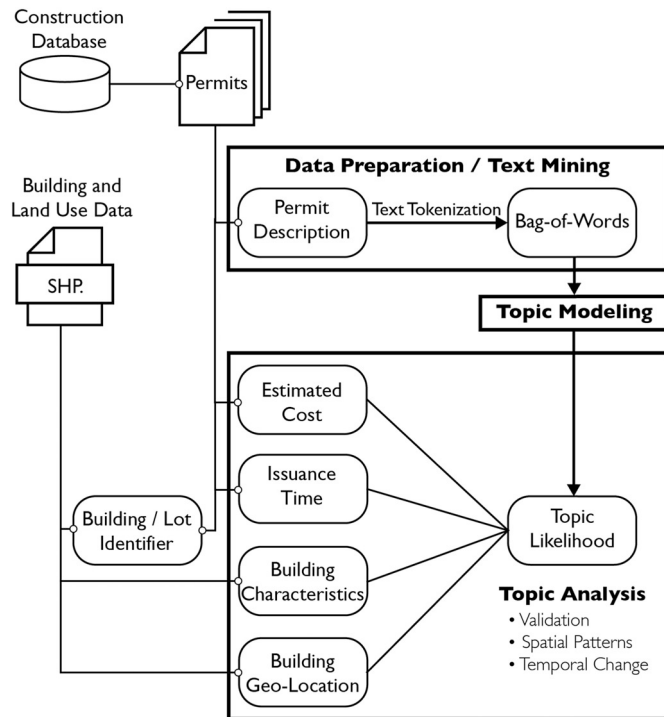 Construction
Database
Permits
Data Preparation / Text Mining
Building and
Land Use Data
Permit
Description
Text Tokenization
Bag-of-Words
SHP.
Topic Modeling
Estimated
Cost
Issuance
Time
Building / Lot
Identifier
Topic
Likelihood
Building
Characteristics
Topic Analysis
• Validation
• Spatial Patterns
• Temporal Change
Building
Geo-Location